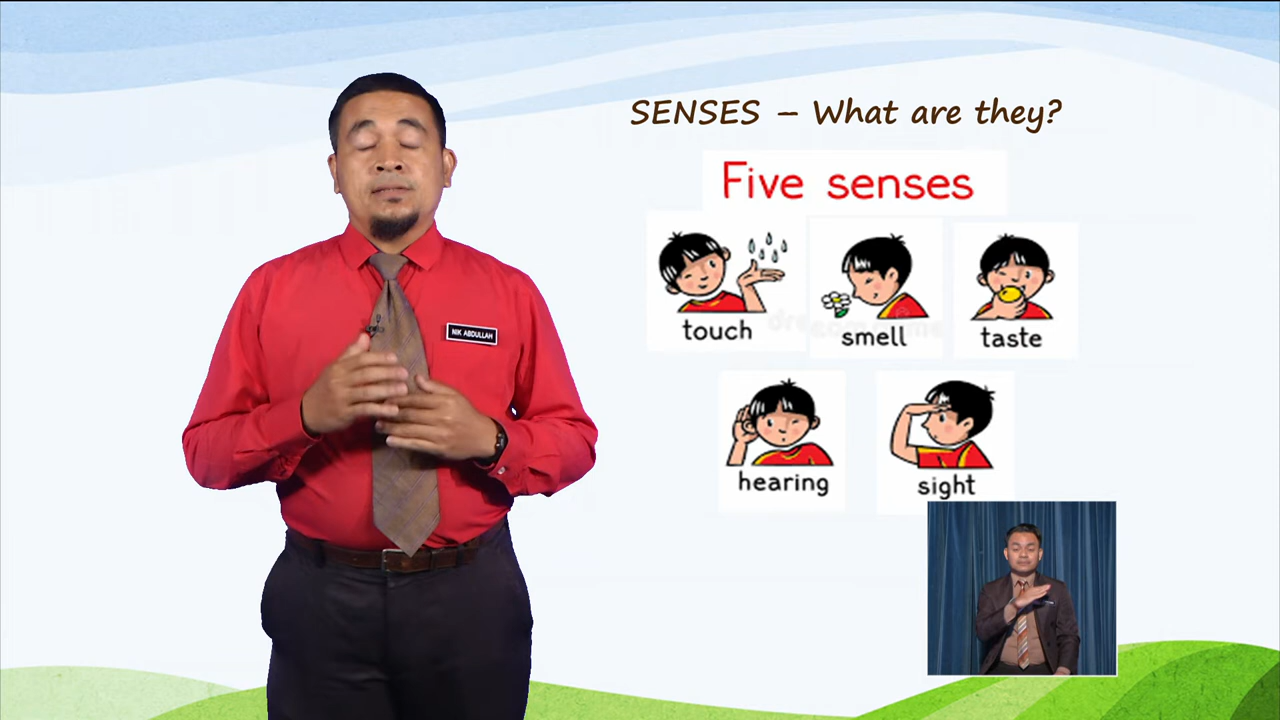 SENSES – What are they?
Five senses
touch
smell
taste
hearing
sight
NIK ABDULLAH